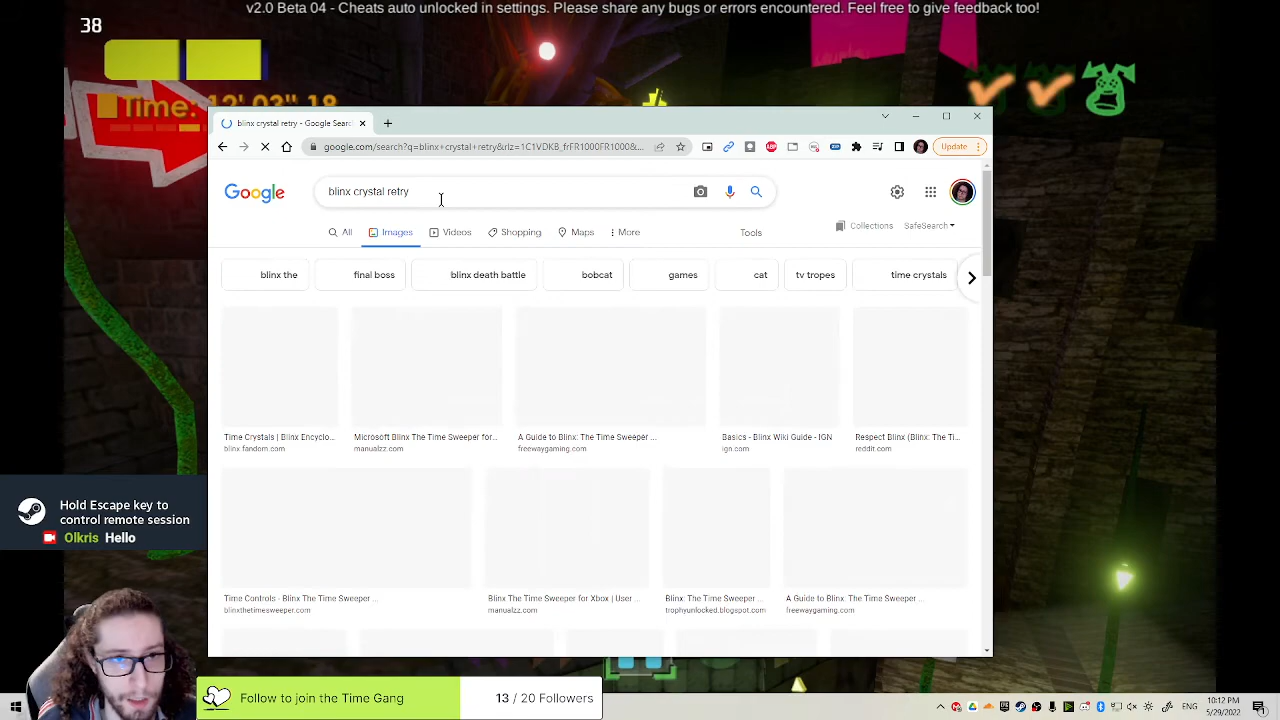 v2.0 Beta 04 - Cheats auto unlocked in settings. Please share any bugs or errors encountered. Feel free to give feedback too!
38
Time: 12' 03" 18
blinx crystal retry - Google Searc
google.com/search?q=blinx+crystal+retry&rlz=1C1VDKB_frFR1000FR1000&...
Update
Google
blinx crystal retry
All
Images
Videos
Shopping
Maps
More
Tools
Collections
SafeSearch
blinx the
final boss
blinx death battle
bobcat
games
cat
tv tropes
time crystals
Time Crystals | Blinx Encyclo...
blinx.fandom.com
Microsoft Blinx The Time Sweeper for...
manualzz.com
A Guide to Blinx: The Time Sweeper ...
freewaygaming.com
Basics - Blinx Wiki Guide - IGN
ign.com
Respect Blinx (Blinx: The Ti...
reddit.com
Time Controls - Blinx The Time Sweeper ...
blinxthetimesweeper.com
Blinx The Time Sweeper for Xbox | User ...
manualzz.com
Blinx: The Time Sweeper ...
trophyunlocked.blogspot.com
A Guide to Blinx: The Time Sweeper ...
freewaygaming.com
Hold Escape key to
control remote session
Olkris Hello
Follow to join the Time Gang
13 / 20 Followers
ENG
10:12 PM
5/29/2022